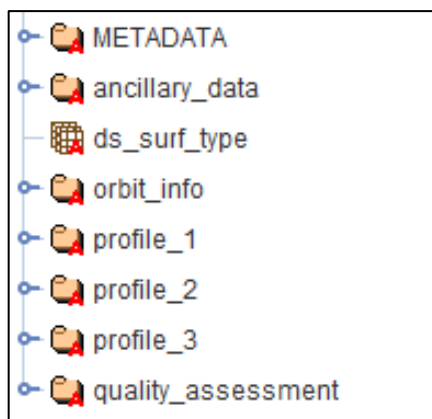 METADATA
ancillary_data
ds_surf_type
orbit_info
profile_1
profile_2
profile_3
quality_assessment